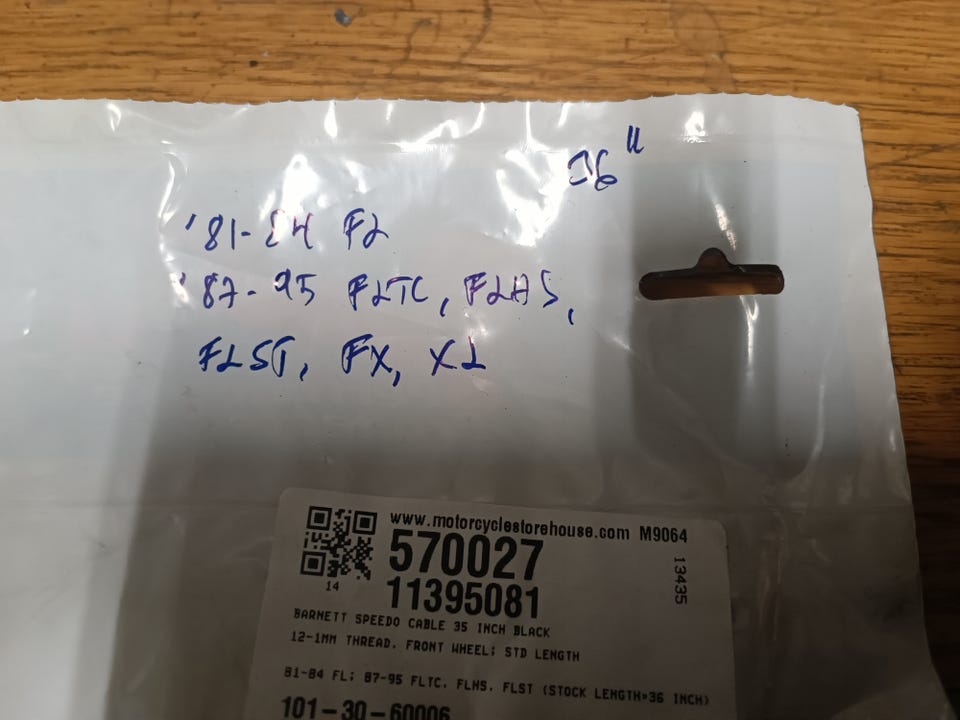 36"
'81-84 FL
'87-95 FLTC, FLHS,
FLST, FX, XL
www.motorcyclestorehouse.com M9064
570027
11395081
14
13435
BARNETT SPEEDO CABLE 35 INCH BLACK
12-1MM THREAD. FRONT WHEEL; STD LENGTH
81-84 FL; 87-95 FLTC. FLHS. FLST (STOCK LENGTH=36 INCH)
101-30-60006